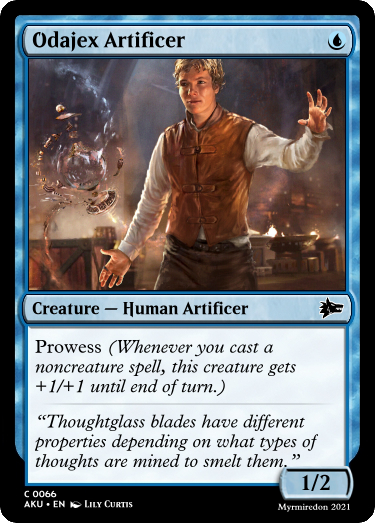 Odajex Artificer
Creature — Human Artificer
Prowess (Whenever you cast a
noncreature spell, this creature gets
+1/+1 until end of turn.)
“Thoughtglass blades have different
properties depending on what types of
thoughts are mined to smelt them.”
1/2
C 0066
AKU • EN Lily Curtis
Myrmiredon 2021